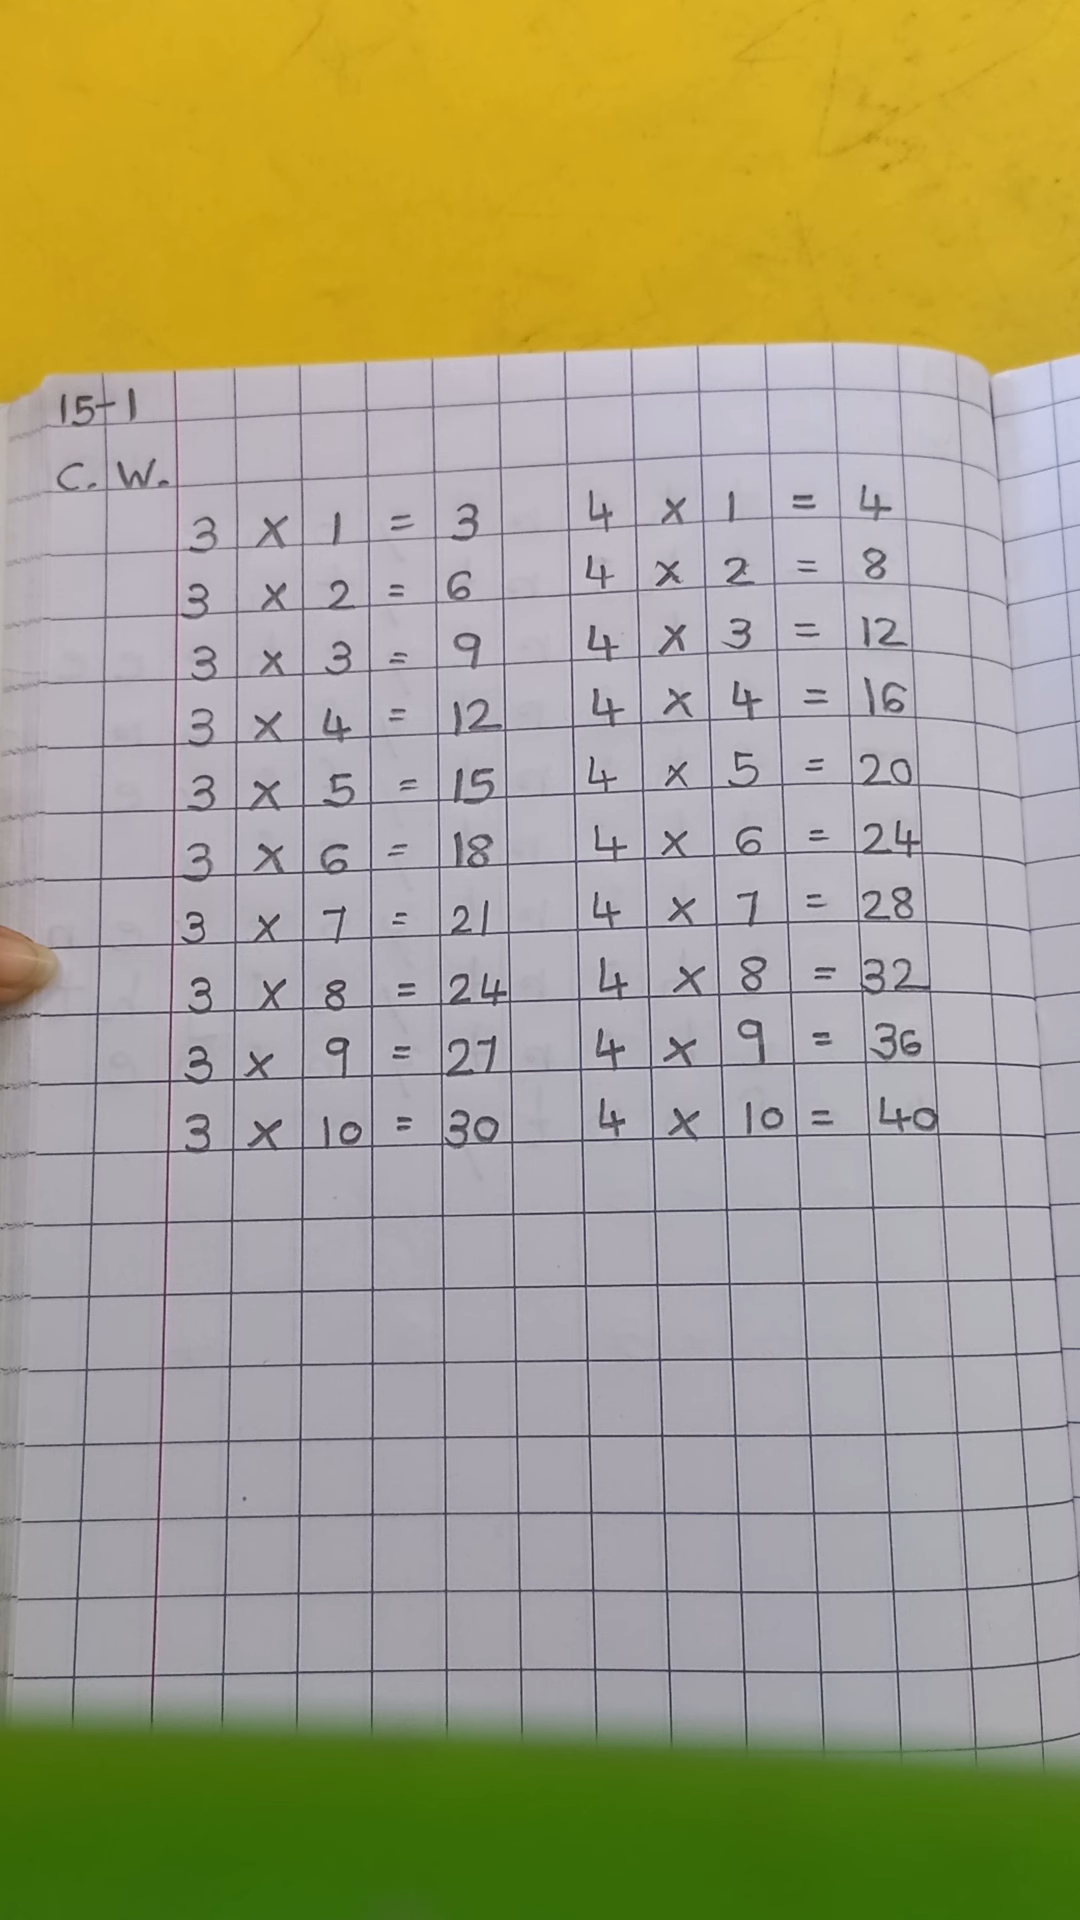 15-1
C. W.
3 × 1 = 3 4 × 1 = 4
3 × 2 = 6 4 × 2 = 8
3 × 3 = 9 4 × 3 = 12
3 × 4 = 12 4 × 4 = 16
3 × 5 = 15 4 × 5 = 20
3 × 6 = 18 4 × 6 = 24
3 × 7 = 21 4 × 7 = 28
3 × 8 = 24 4 × 8 = 32
3 × 9 = 27 4 × 9 = 36
3 × 10 = 30 4 × 10 = 40